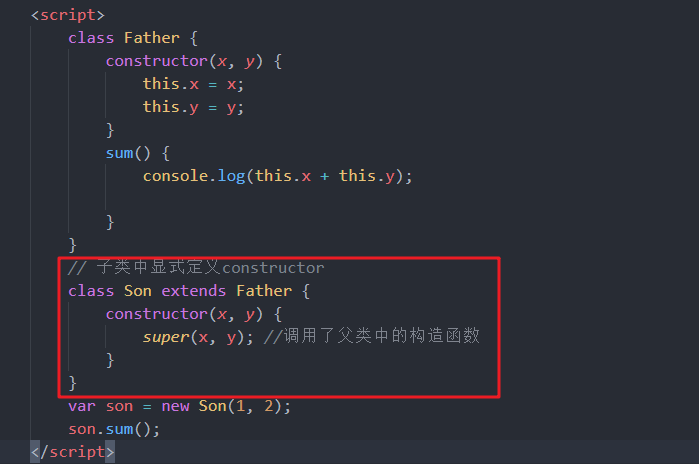 <script>
class Father {
constructor(x, y) {
this.x = x;
this.y = y;
}
sum() {
console.log(this.x + this.y);
}
}
// 子类中显式定义constructor
class Son extends Father {
constructor(x, y) {
super(x, y); //调用了父类中的构造函数
}
}
var son = new Son(1, 2);
son.sum();
</script>